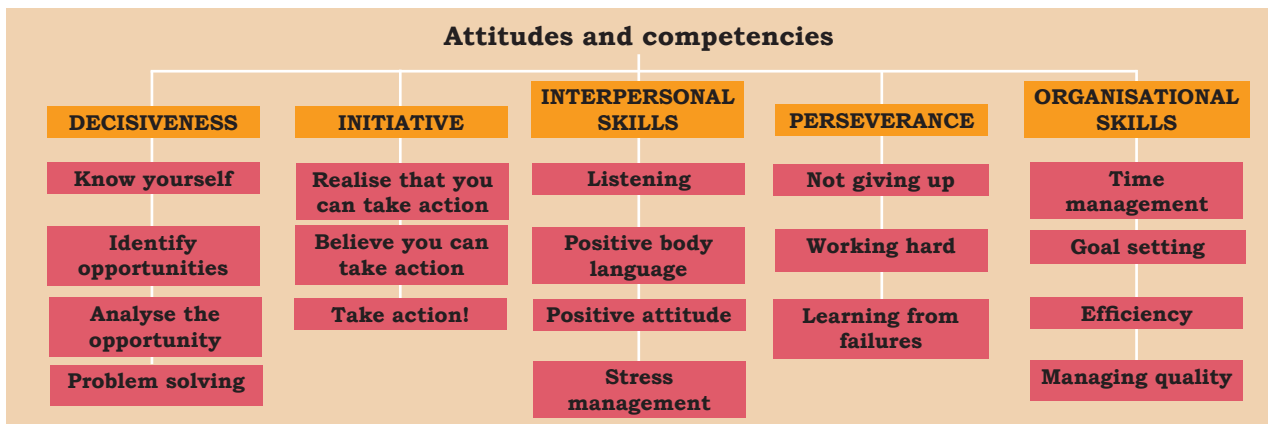 Attitudes and competencies
DECISIVENESS
Know yourself
Identify
opportunities
Analyse the
opportunity
Problem solving
INITIATIVE
Realise that you
can take action
Believe you can
take action
Take action!
INTERPERSONAL
SKILLS
Listening
Positive body
language
Positive attitude
Stress
management
PERSEVERANCE
Not giving up
Working hard
Learning from
failures
ORGANISATIONAL
SKILLS
Time
management
Goal setting
Efficiency
Managing quality